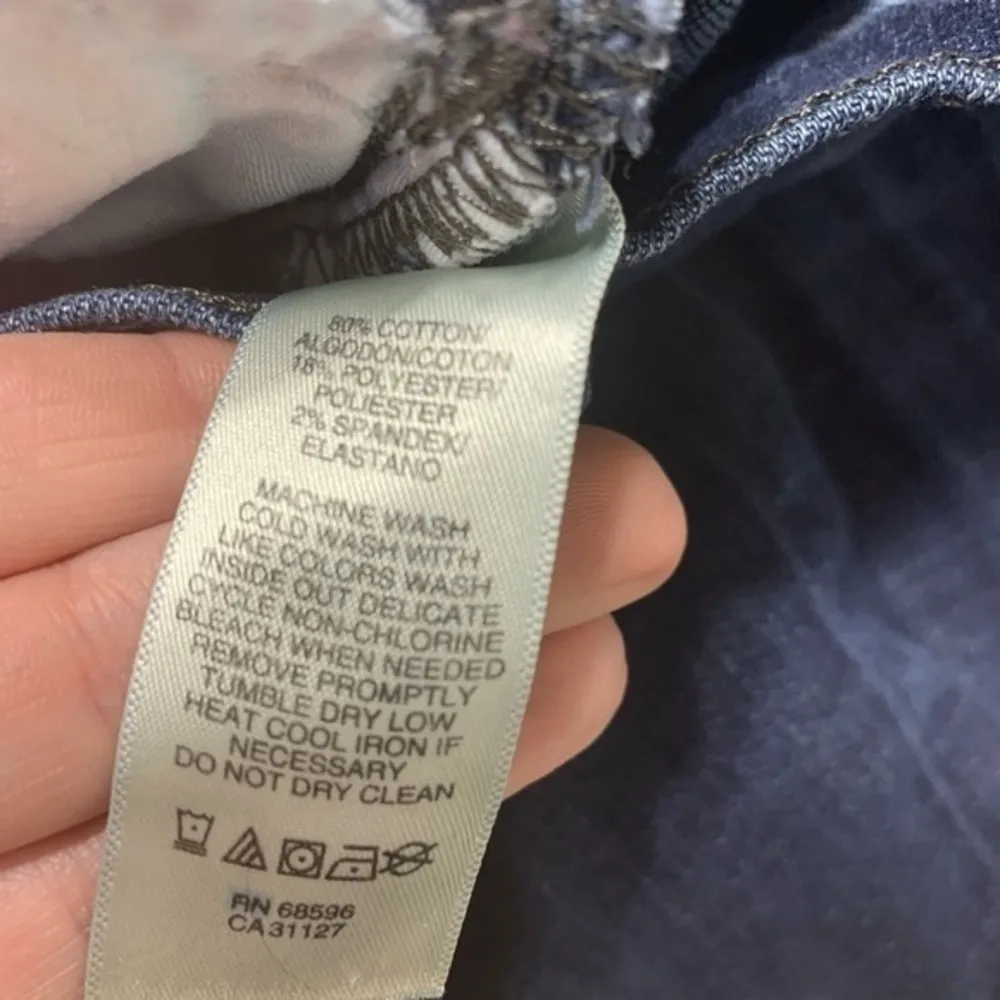 80% COTTON/
ALGODON/COTON
18% POLYESTER/
POLIESTER
2% SPANDEX/
ELASTANO
MACHINE WASH
COLD WASH WITH
LIKE COLORS WASH
INSIDE OUT DELICATE
CYCLE NON-CHLORINE
BLEACH WHEN NEEDED
REMOVE PROMPTLY
TUMBLE DRY LOW
HEAT COOL IRON IF
NECESSARY
DO NOT DRY CLEAN
RN 68596
CA31127